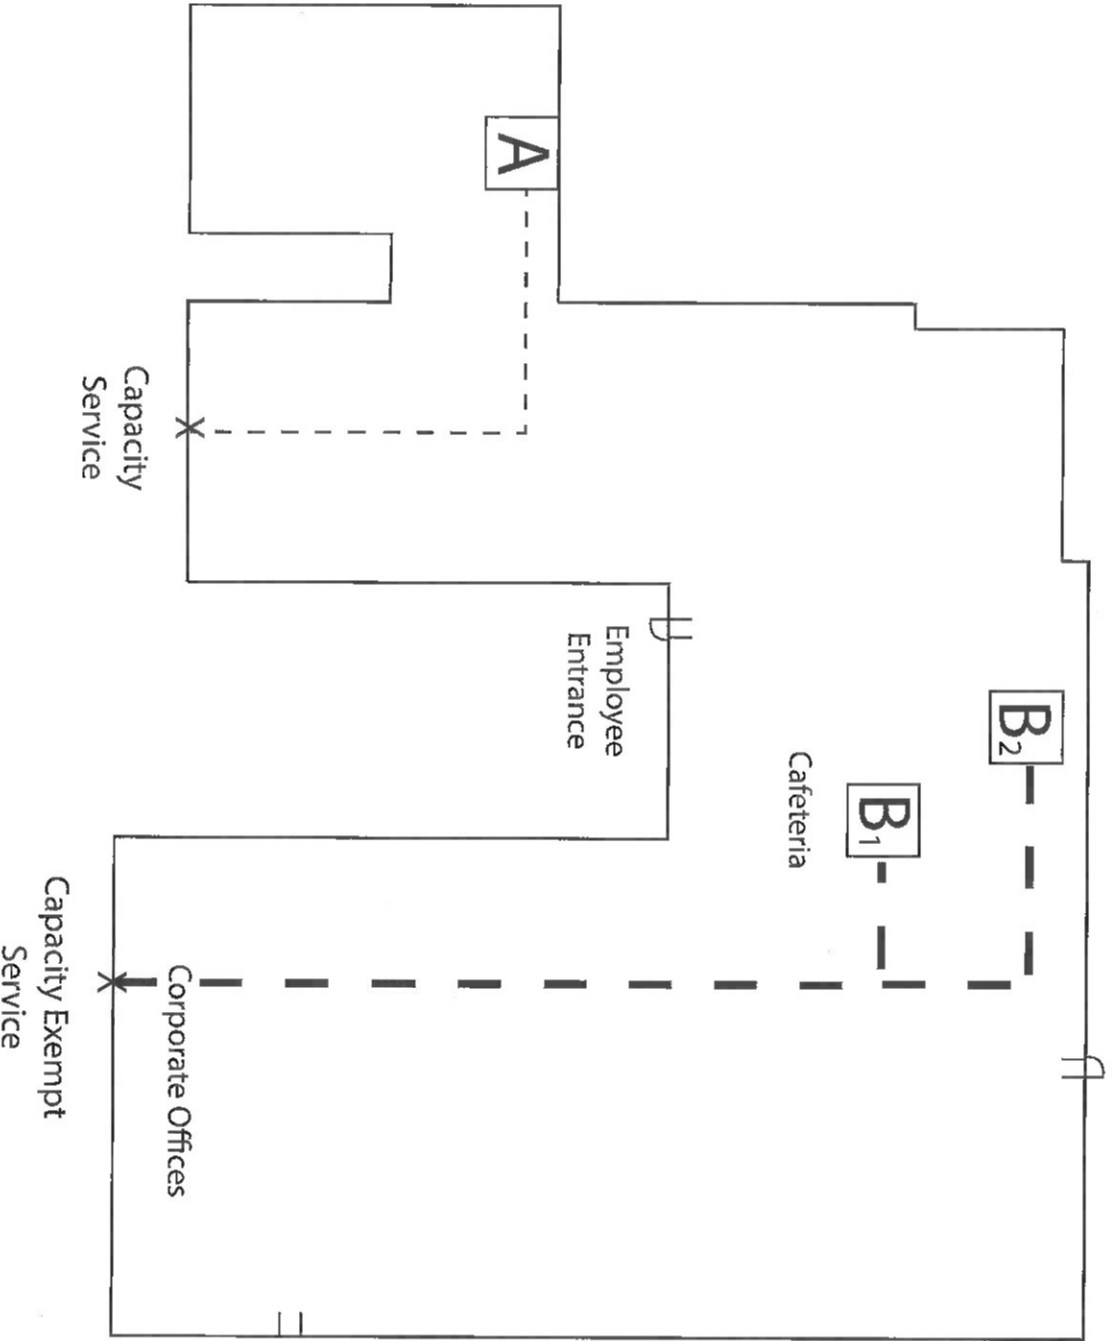 A
B2
B1
Cafeteria
Employee
Entrance
Capacity
Service
Corporate Offices
Capacity Exempt
Service